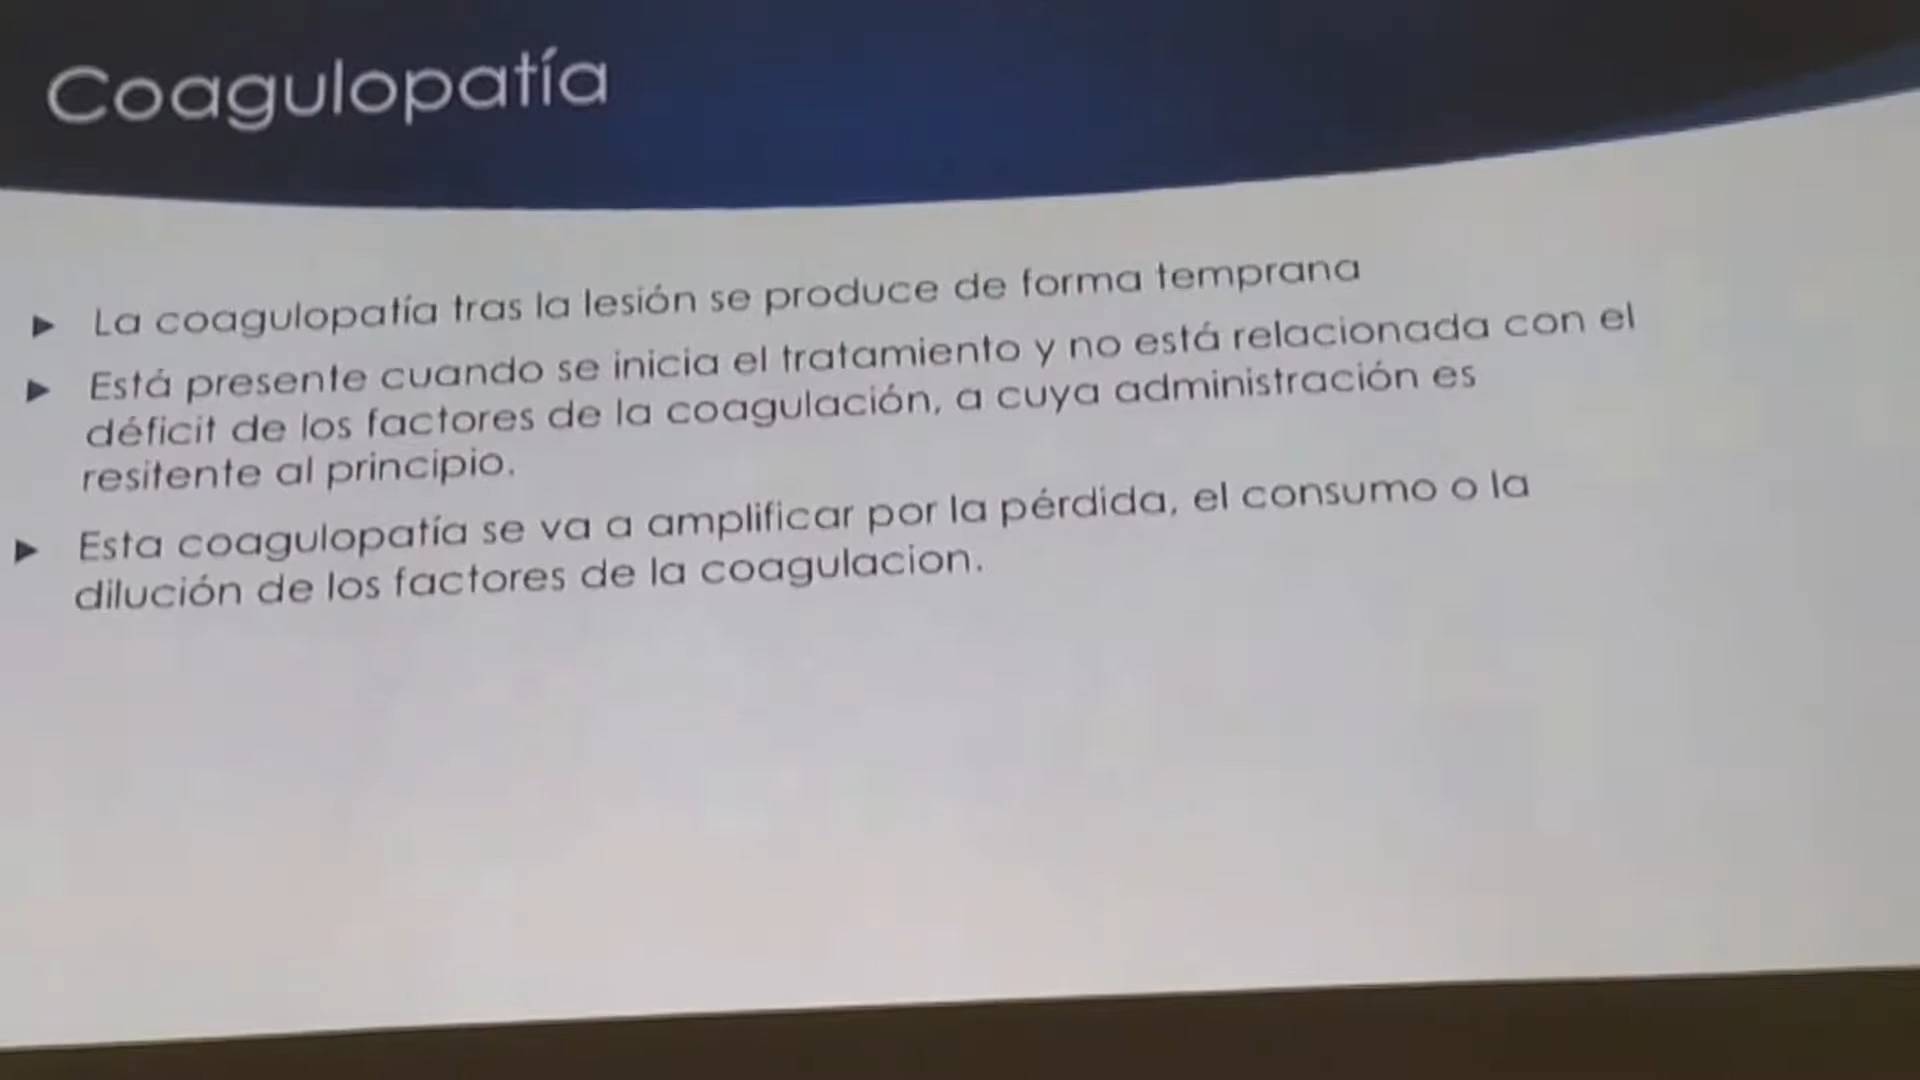 Coagulopatía
► La coagulopatía tras la lesión se produce de forma temprana
► Está presente cuando se inicia el tratamiento y no está relacionada con el
déficit de los factores de la coagulación, a cuya administración es
resitente al principio.
► Esta coagulopatía se va a amplificar por la pérdida, el consumo o la
dilución de los factores de la coagulacion.